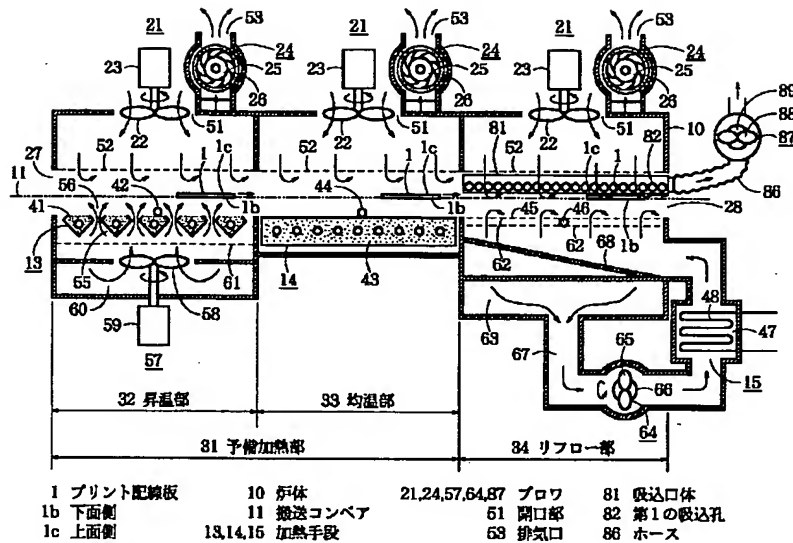 21 53 21 53 21 53
23 24 25 26 23 24 25 26 23 24 25 26 89 88 87
22 51 22 51 22 51 10
27 52 1 1c 52 1 1c 81 52 1c 1 82
11 56 42 1b 44 1b 45 46 28 86
41 13 55 61 14 43 62 62 68 1b
60 58 63 48 47
59 57 67 65 66 64 15
32 昇温部 33 均温部
31 予備加熱部 34 リフロー部
1 プリント配線板 10 炉体 21,24,57,64,87 ブロワ 81 吸込口体
1b 下面側 11 搬送コンベア 51 開口部 82 第1の吸込孔
1c 上面側 13,14,15 加熱手段 53 排気口 86 ホース